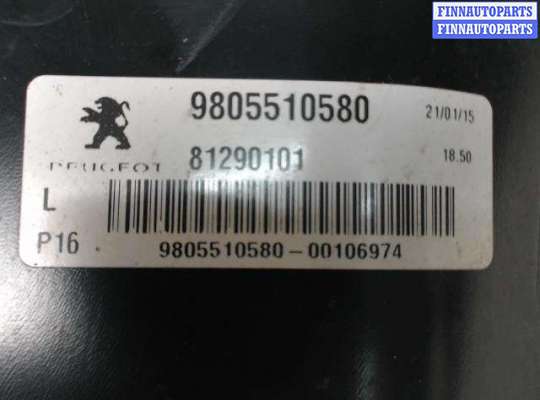 FINNAUTOPARTS
FINNAUTOPARTS
9805510580 21/01/15
PEUGEOT 81290101 18.50
L
P16 9805510580-00106974